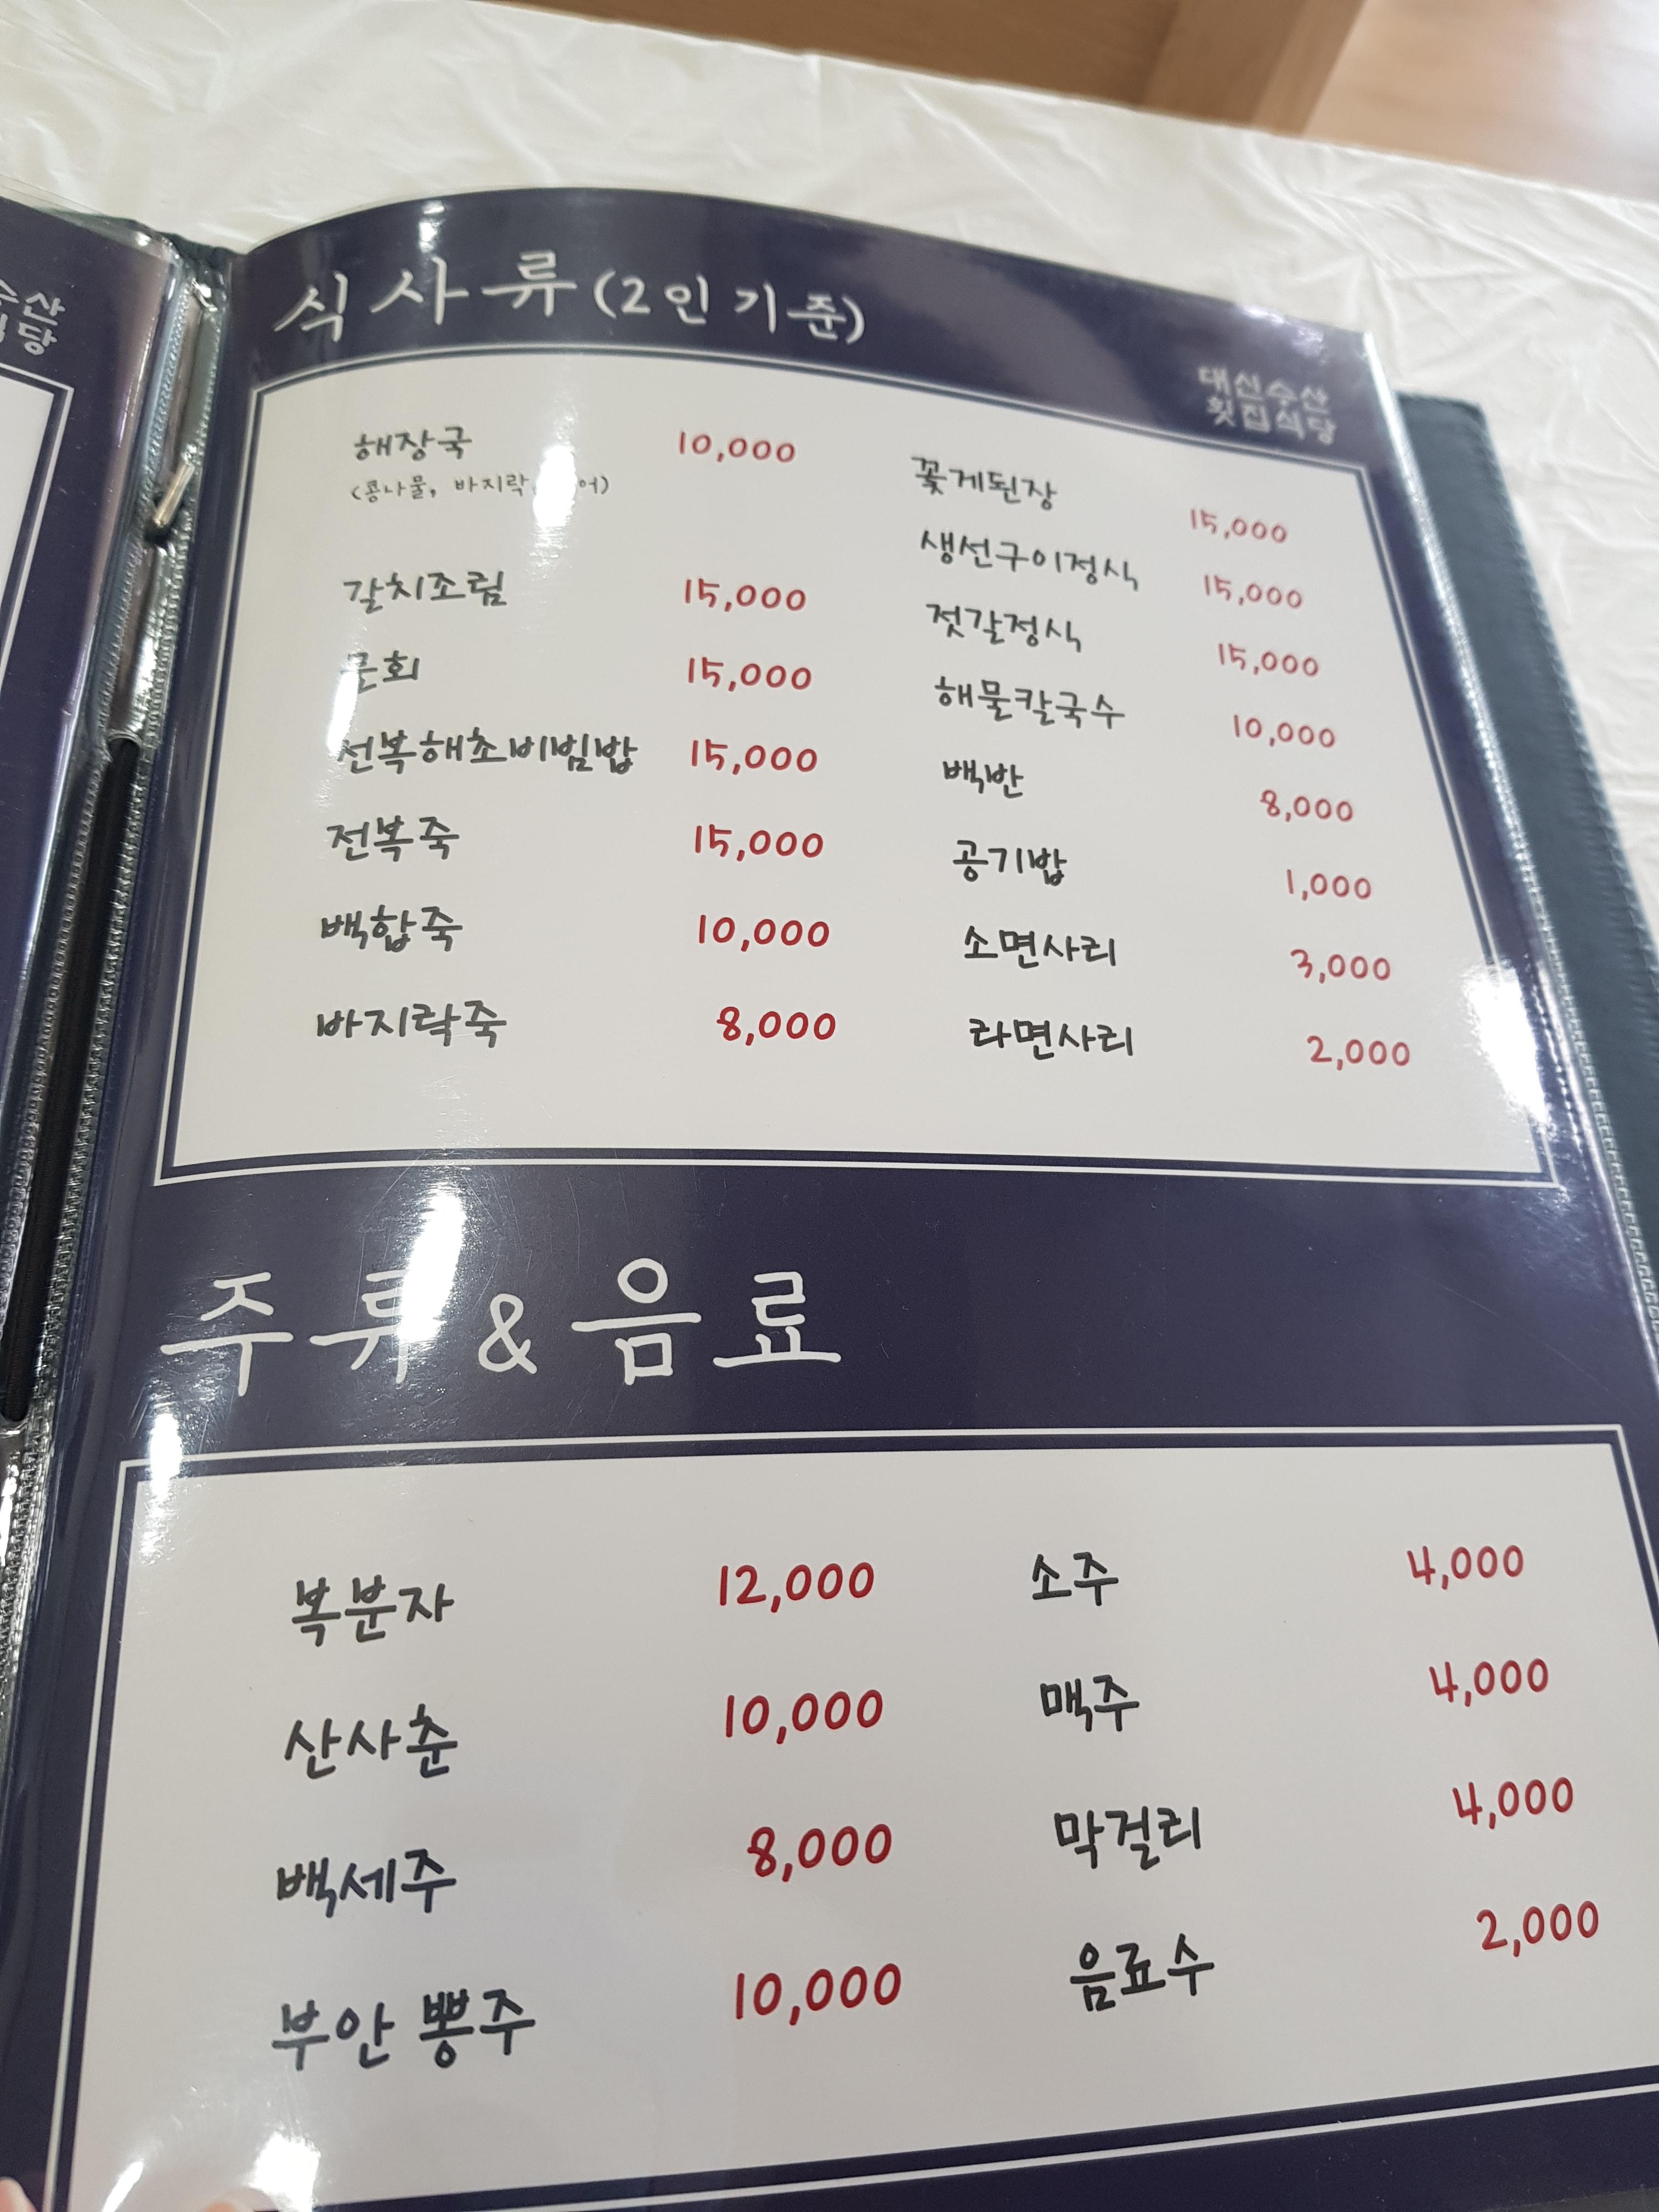 수산
식당
식사류 (2인기준)
대신수산
횟집식당
해장국 10,000
(콩나물, 바지락
갈치조림 15,000
15,000
전복해초비빔밥 15,000
전복죽 15,000
백합죽 10,000
바지락죽 8,000
꽃게된장 15,000
생선구이정식 15,000
젓갈정식 15,000
해물칼국수 10,000
백반 8,000
공기밥 1,000
소면사리 3,000
라면사리 2,000
주류 & 음료
복분자 12,000
산사춘 10,000
백세주 8,000
부안 뽕주 10,000
소주 4,000
맥주 4,000
막걸리 4,000
음료수 2,000